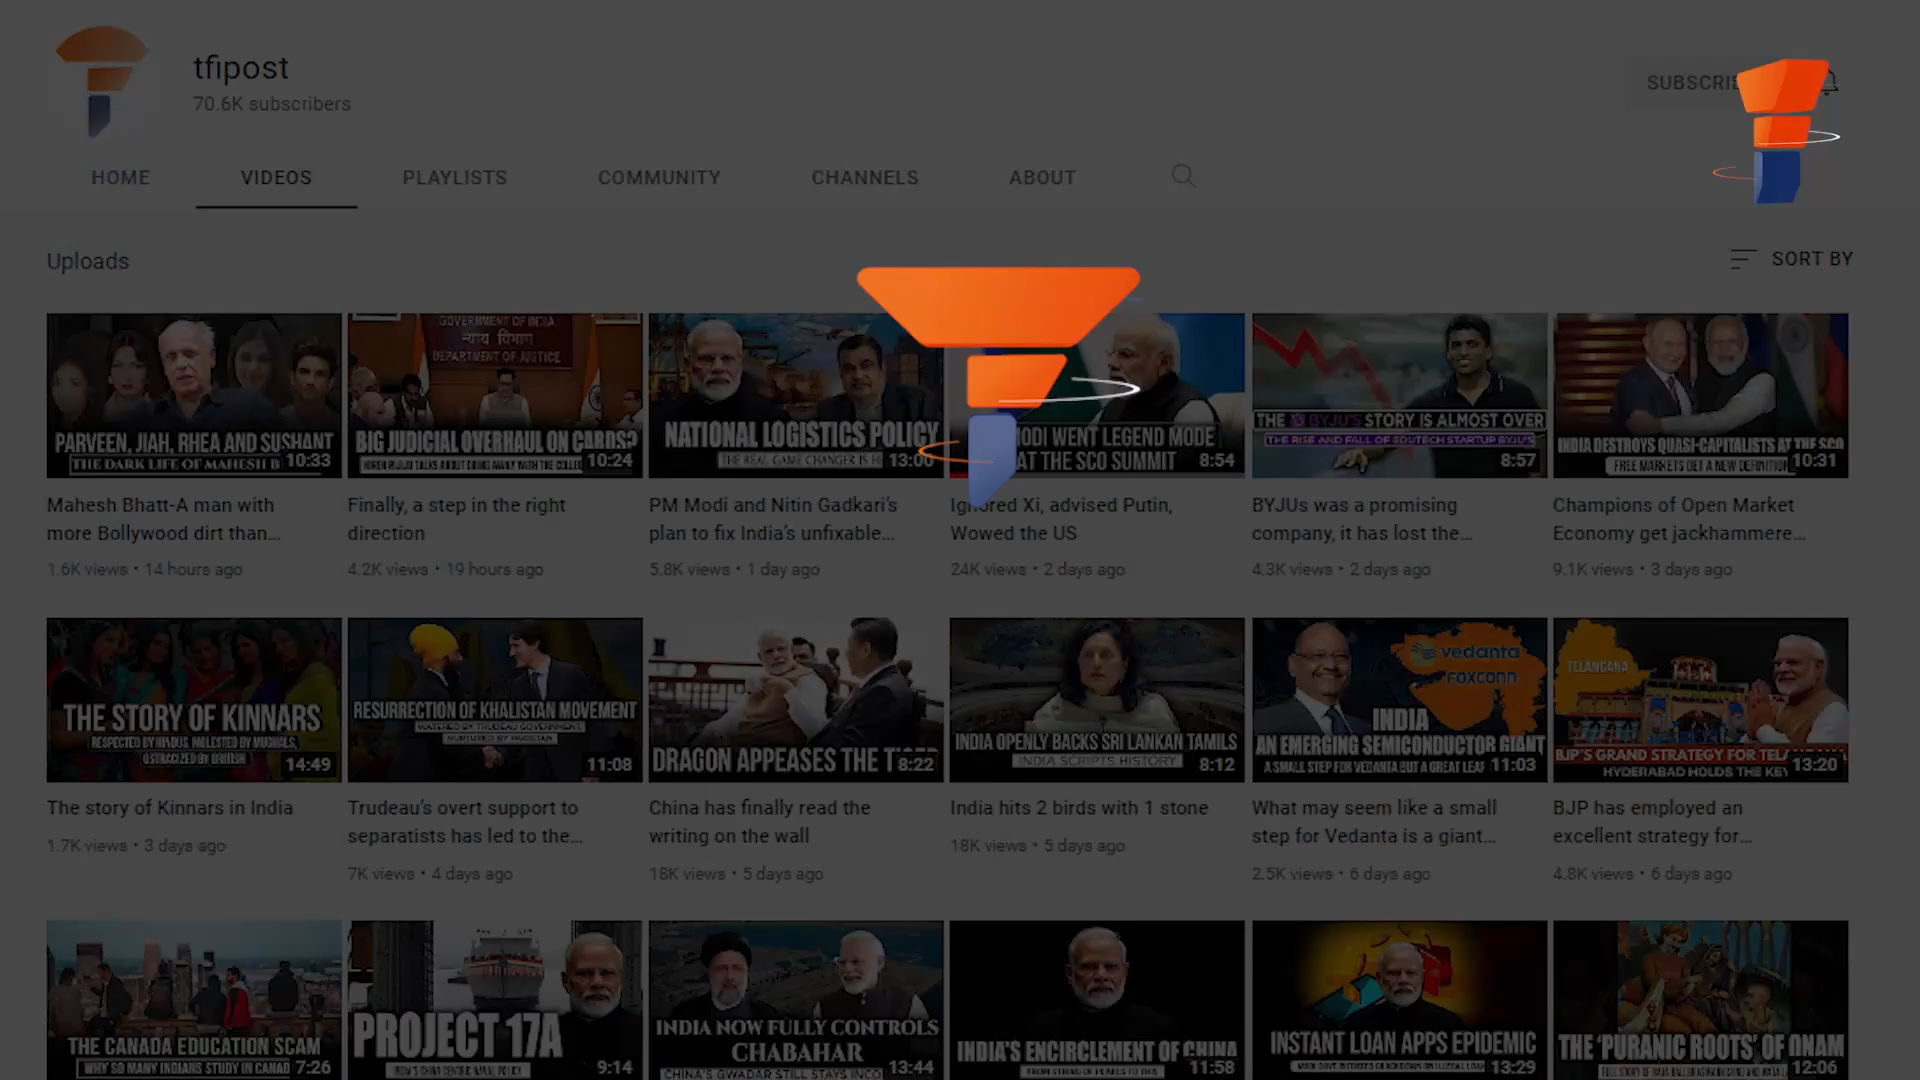 tfipost
70.6K subscribers
HOME
VIDEOS
PLAYLISTS
COMMUNITY
CHANNELS
ABOUT
Uploads
SORT BY
PARVEEN, JIAH, RHEA AND SUSHANT
THE DARK LIFE OF MAHESH B
10:33
GOVERNMENT OF INDIA
न्याय विभाग
DEPARTMENT OF JUSTICE
BIG JUDICIAL OVERHAUL ON CARDS?
10:24
NATIONAL LOGISTICS POLICY
THE REAL GAME CHANGER IS
13:00
MODI WENT LEGEND MODE
AT THE SCO SUMMIT
8:54
THE BYJU'S STORY IS ALMOST OVER
THE RISE AND FALL OF EDUTECH STARTUP BYJU'S
8:57
INDIA DESTROYS QUASI-CAPITALISTS AT THE SCO
FREE MARKETS GET A NEW DEFINITION
10:31
Mahesh Bhatt-A man with
more Bollywood dirt than...
1.6K views • 14 hours ago
Finally, a step in the right
direction
4.2K views • 19 hours ago
PM Modi and Nitin Gadkari's
plan to fix India's unfixable...
5.8K views • 1 day ago
Ignored Xi, advised Putin,
Wowed the US
24K views • 2 days ago
BYJUs was a promising
company, it has lost the...
4.3K views • 2 days ago
Champions of Open Market
Economy get jackhammere...
9.1K views • 3 days ago
THE STORY OF KINNARS
RESPECTED BY HINDUS, MOLESTED BY MUGHALS,
OSTRACIZED BY BRITISH
14:49
RESURRECTION OF KHALISTAN MOVEMENT
WATERED BY TRUDEAU GOVERNMENT,
NURTURED BY PAKISTAN
11:08
DRAGON APPEASES THE
8:22
INDIA OPENLY BACKS SRI LANKAN TAMILS
INDIA SCRIPTS HISTORY
8:12
vedanta
FOXCONN
INDIA
AN EMERGING SEMICONDUCTOR GIANT
A SMALL STEP FOR VEDANTA BUT A GREAT LEAP
11:03
TELANGANA
BJP'S GRAND STRATEGY FOR
HYDERABAD HOLDS THE KEY
13:20
The story of Kinnars in India
1.7K views • 3 days ago
Trudeau's overt support to
separatists has led to the...
7K views • 4 days ago
China has finally read the
writing on the wall
18K views • 5 days ago
India hits 2 birds with 1 stone
18K views • 5 days ago
What may seem like a small
step for Vedanta is a giant...
2.5K views • 6 days ago
BJP has employed an
excellent strategy for...
4.8K views • 6 days ago
THE CANADA EDUCATION SCAM
WHY SO MANY INDIANS STUDY IN CANAD
7:26
PROJECT 17A
9:14
INDIA NOW FULLY CONTROLS
CHABAHAR
CHINA'S GWADAR STILL STAYS INCO
13:44
INDIA'S ENCIRCLEMENT OF CHINA
11:58
INSTANT LOAN APPS EPIDEMIC
13:29
THE 'PURANIC ROOTS' OF ONAM
12:06